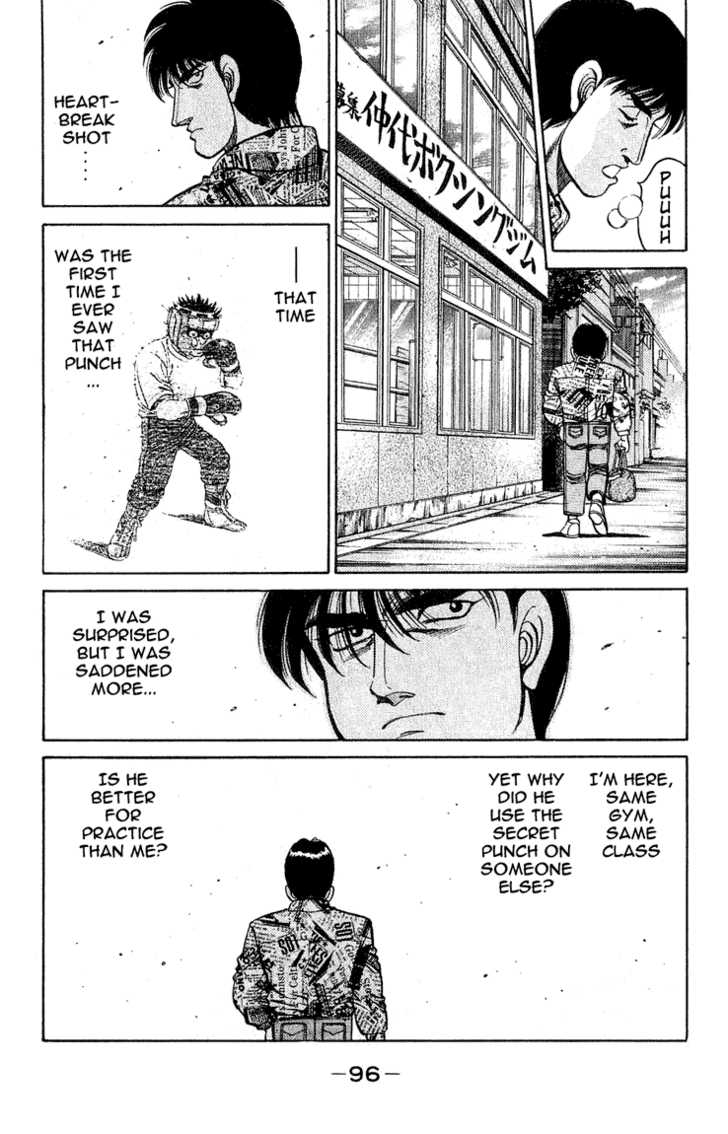 PUUUH
募集 仲代ボクシングジム
HEART-
BREAK
SHOT
......
THAT
TIME
WAS THE
FIRST
TIME I
EVER
SAW
THAT
PUNCH
...
I WAS
SURPRISED,
BUT I WAS
SADDENED
MORE...
I'M HERE,
SAME
GYM,
SAME
CLASS
YET WHY
DID HE
USE THE
SECRET
PUNCH ON
SOMEONE
ELSE?
IS HE
BETTER
FOR
PRACTICE
THAN ME?
-96-